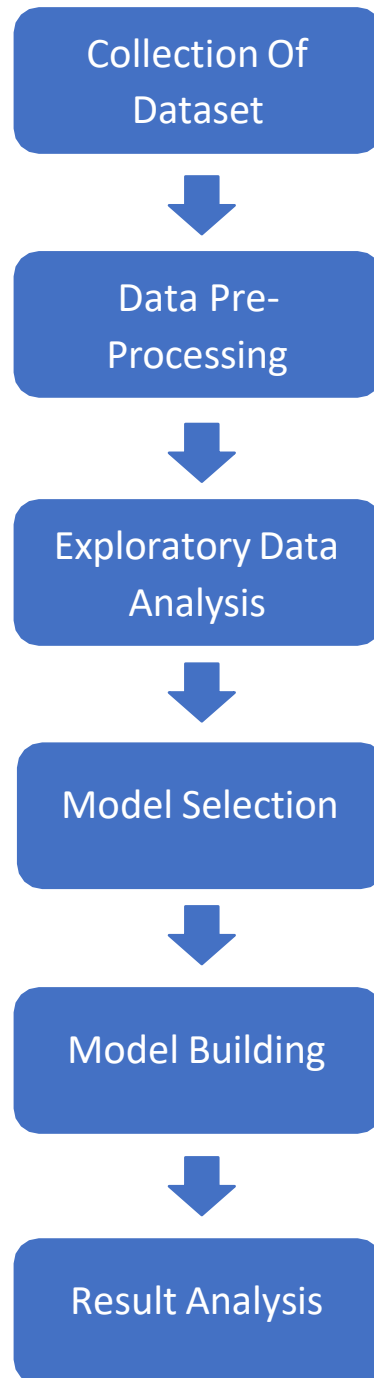 Collection Of
Dataset
Data Pre-
Processing
Exploratory Data
Analysis
Model Selection
Model Building
Result Analysis